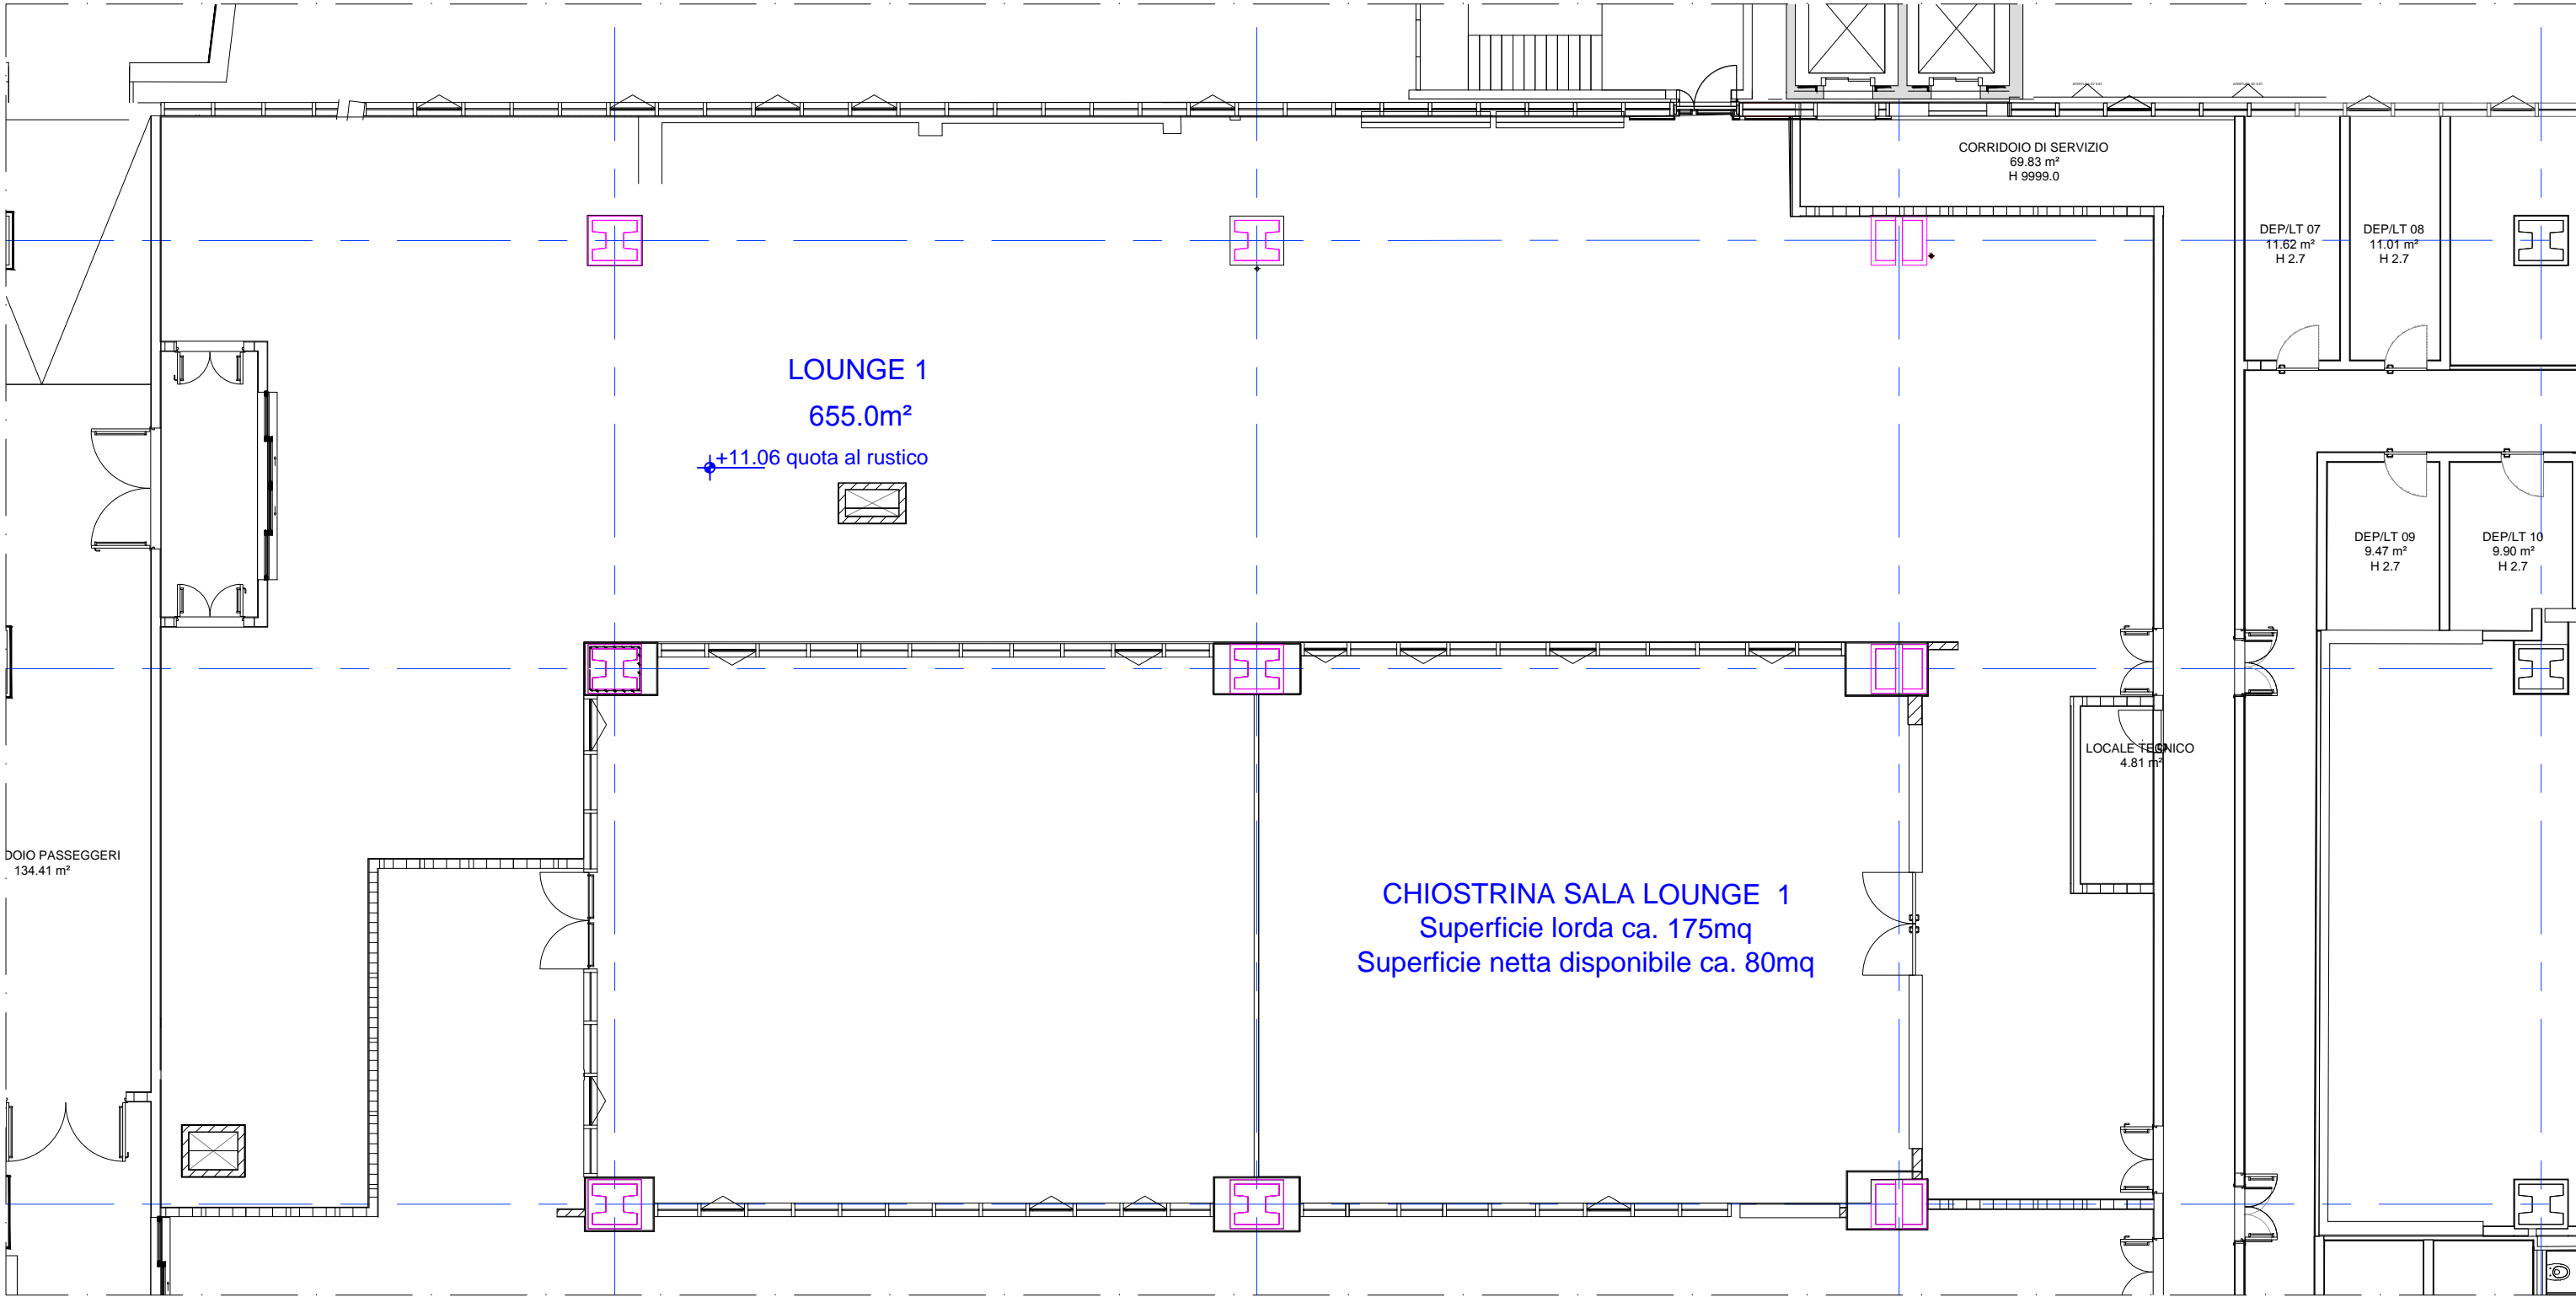 CORRIDOIO DI SERVIZIO
69.83 m²
H 9999.0
DEP/LT 07
11.62 m²
H 2.7
DEP/LT 08
11.01 m²
H 2.7
LOUNGE 1
655.0m²
+11.06 quota al rustico
DEP/LT 09
9.47 m²
H 2.7
DEP/LT 10
9.90 m²
H 2.7
LOCALE TECNICO
4.81 m²
DOIO PASSEGGERI
134.41 m²
CHIOSTRINA SALA LOUNGE 1
Superficie lorda ca. 175mq
Superficie netta disponibile ca. 80mq